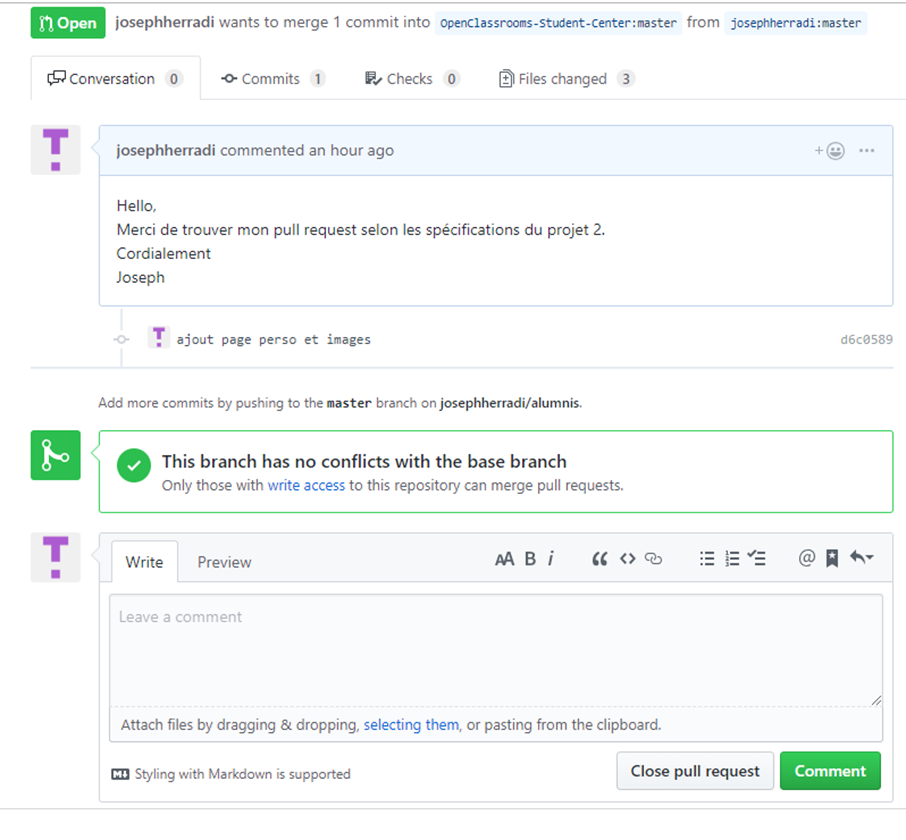 Open josephherradi wants to merge 1 commit into OpenClassrooms-Student-Center:master from josephherradi:master
Conversation 0 Commits 1 Checks 0 Files changed 3
josephherradi commented an hour ago
Hello,
Merci de trouver mon pull request selon les spécifications du projet 2.
Cordialement
Joseph
ajout page perso et images d6c0589
Add more commits by pushing to the master branch on josephherradi/alumnis.
This branch has no conflicts with the base branch
Only those with write access to this repository can merge pull requests.
Write Preview AA B i
Leave a comment
Attach files by dragging & dropping, selecting them, or pasting from the clipboard.
Styling with Markdown is supported Close pull request Comment